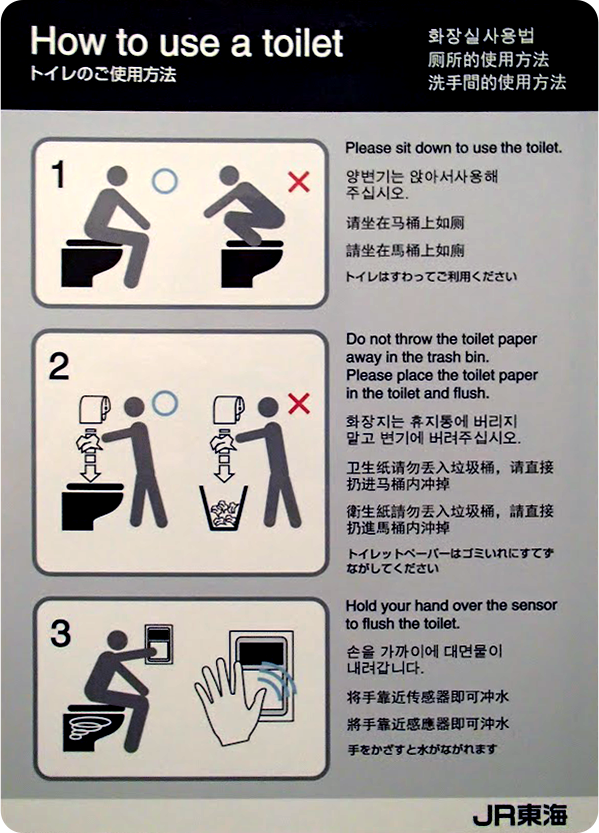 How to use a toilet
トイレのご使用方法
화장실사용법
厕所的使用方法
洗手間的使用方法
1
Please sit down to use the toilet.
양변기는 앉아서사용해
주십시오.
请坐在马桶上如厕
請坐在馬桶上如廁
トイレはすわってご利用ください
2
Do not throw the toilet paper
away in the trash bin.
Please place the toilet paper
in the toilet and flush.
화장지는 휴지통에 버리지
말고 변기에 버려주십시오.
卫生纸请勿丢入垃圾桶，请直接
扔进马桶内冲掉
衛生紙請勿丟入垃圾桶，請直接
扔進馬桶内沖掉
トイレットペーパーはゴミいれにすてず
ながしてください
3
Hold your hand over the sensor
to flush the toilet.
손을 가까이에 대면물이
내려갑니다.
将手靠近传感器即可冲水
將手靠近感應器即可沖水
手をかざすと水がながれます
JR東海